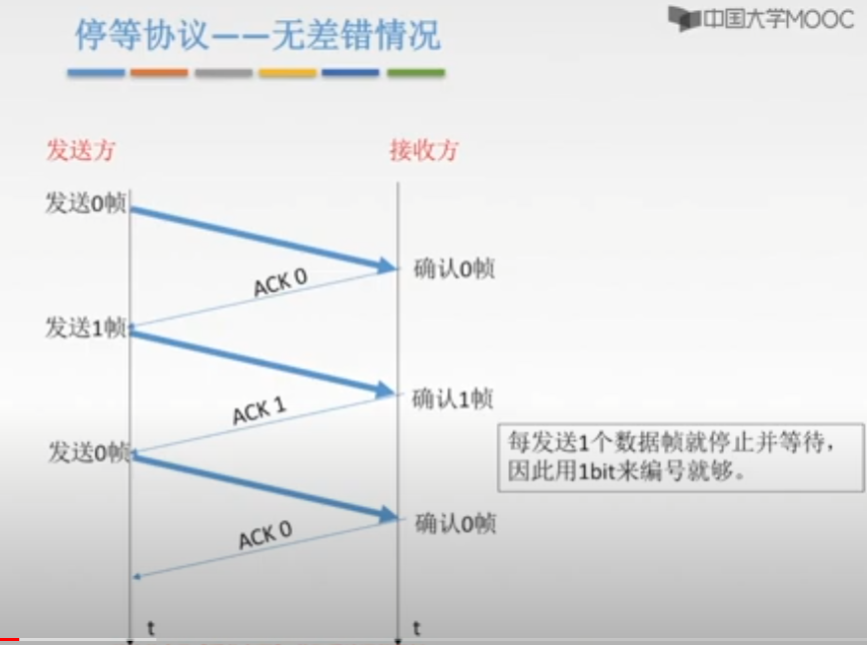 停等协议——无差错情况
中国大学MOOC
发送方
接收方
发送0帧
确认0帧
ACK 0
发送1帧
确认1帧
ACK 1
每发送1个数据帧就停止并等待，
因此用1bit来编号就够。
发送0帧
确认0帧
ACK 0
t
t